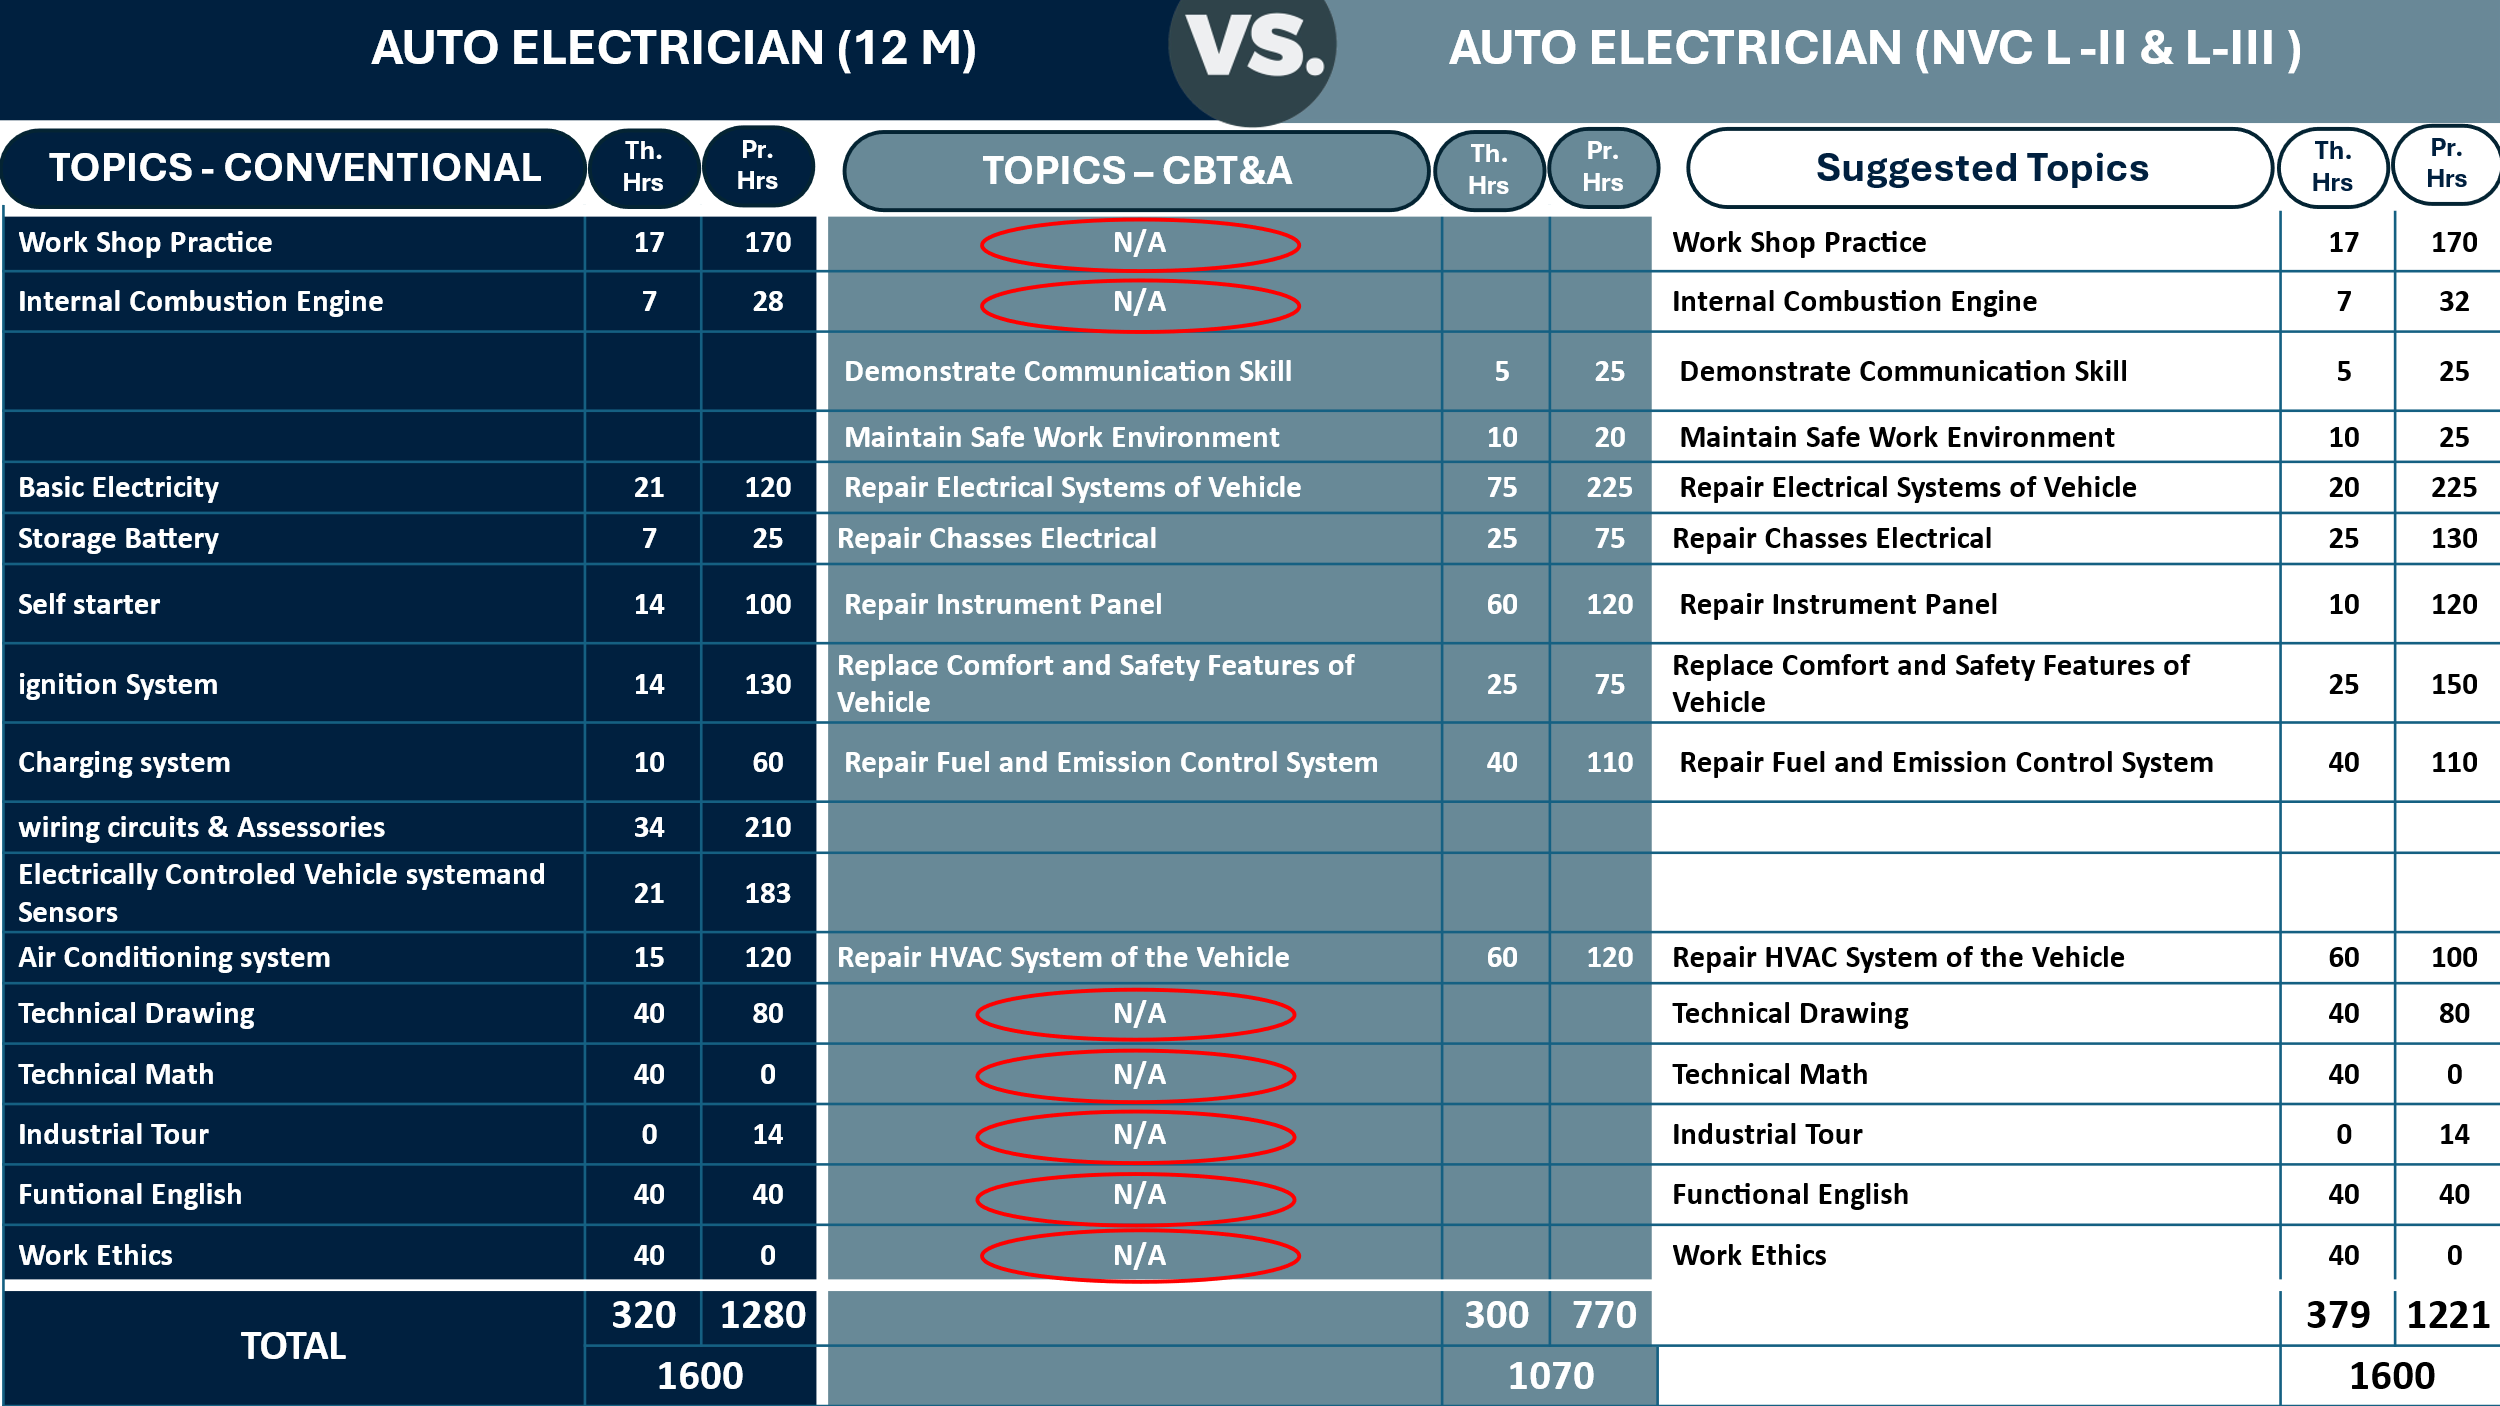 AUTO ELECTRICIAN (12 M) VS. AUTO ELECTRICIAN (NVC L -II & L-III )
TOPICS - CONVENTIONAL Th. Hrs Pr. Hrs TOPICS – CBT&A Th. Hrs Pr. Hrs Suggested Topics Th. Hrs Pr. Hrs
Work Shop Practice 17 170 N/A Work Shop Practice 17 170
Internal Combustion Engine 7 28 N/A Internal Combustion Engine 7 32
Demonstrate Communication Skill 5 25 Demonstrate Communication Skill 5 25
Maintain Safe Work Environment 10 20 Maintain Safe Work Environment 10 25
Basic Electricity 21 120 Repair Electrical Systems of Vehicle 75 225 Repair Electrical Systems of Vehicle 20 225
Storage Battery 7 25 Repair Chasses Electrical 25 75 Repair Chasses Electrical 25 130
Self starter 14 100 Repair Instrument Panel 60 120 Repair Instrument Panel 10 120
ignition System 14 130 Replace Comfort and Safety Features of Vehicle 25 75 Replace Comfort and Safety Features of Vehicle 25 150
Charging system 10 60 Repair Fuel and Emission Control System 40 110 Repair Fuel and Emission Control System 40 110
wiring circuits & Assessories 34 210
Electrically Controled Vehicle systemand Sensors 21 183
Air Conditioning system 15 120 Repair HVAC System of the Vehicle 60 120 Repair HVAC System of the Vehicle 60 100
Technical Drawing 40 80 N/A Technical Drawing 40 80
Technical Math 40 0 N/A Technical Math 40 0
Industrial Tour 0 14 N/A Industrial Tour 0 14
Funtional English 40 40 N/A Functional English 40 40
Work Ethics 40 0 N/A Work Ethics 40 0
TOTAL 320 1280 300 770 379 1221
1600 1070 1600